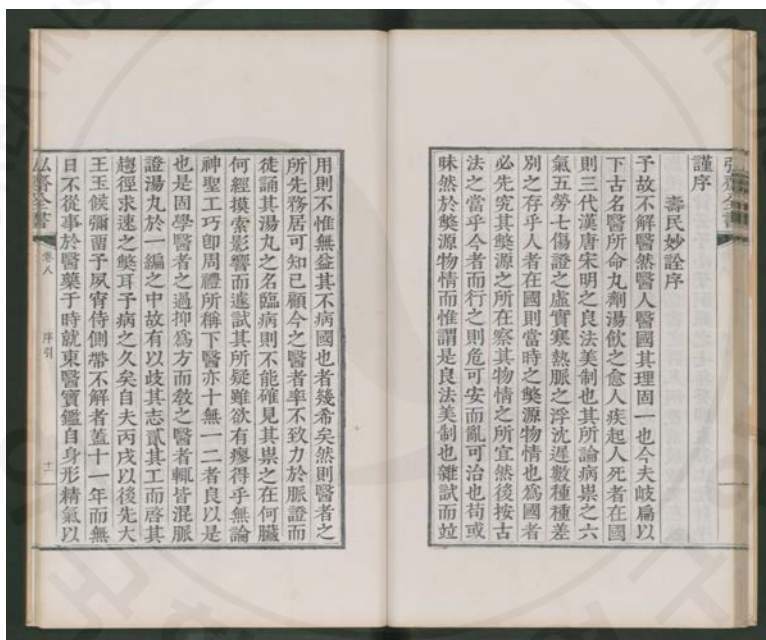 弘齋全書
謹序
壽民妙詮序
予故不解醫然醫人醫國其理固一也今夫岐扁以
下古名醫所命丸劑湯飮之愈人疾起人死者在國
則三代漢唐宋明之良法美制也其所論病祟之六
氣五勞七傷證之虛實寒熱脈之浮沈遲數種種差
別之存乎人者在國則當時之獘源物情也爲國者
必先究其獘源之所在察其物情之所宜然後按古
法之當乎今者而行之則危可安而亂可治也苟或
昧然於獘源物情而惟謂是良法美制也雜試而竝
用則不惟無益其不病國也者幾希矣然則醫者之
所先務居可知已顧今之醫者率不致力於脈證而
徒誦其湯丸之名臨病則不能確見其祟之在何臟
何經摸索影響而遽試其所疑雖欲有瘳得乎無論
神聖工巧卽周禮所稱下醫亦十無一二者良以是
也是固學醫者之過抑爲方而敎之醫者輒皆混脈
證湯丸於一編之中故有以歧其志貳其工而啓其
趨徑求速之獘耳予病之久矣自夫丙戌以後先大
王玉候彌留予夙宵侍側帶不解者蓋十一年而無
日不從事於醫藥于時就東醫寶鑑自身形精氣以
弘齋全書
卷八
序引
十一